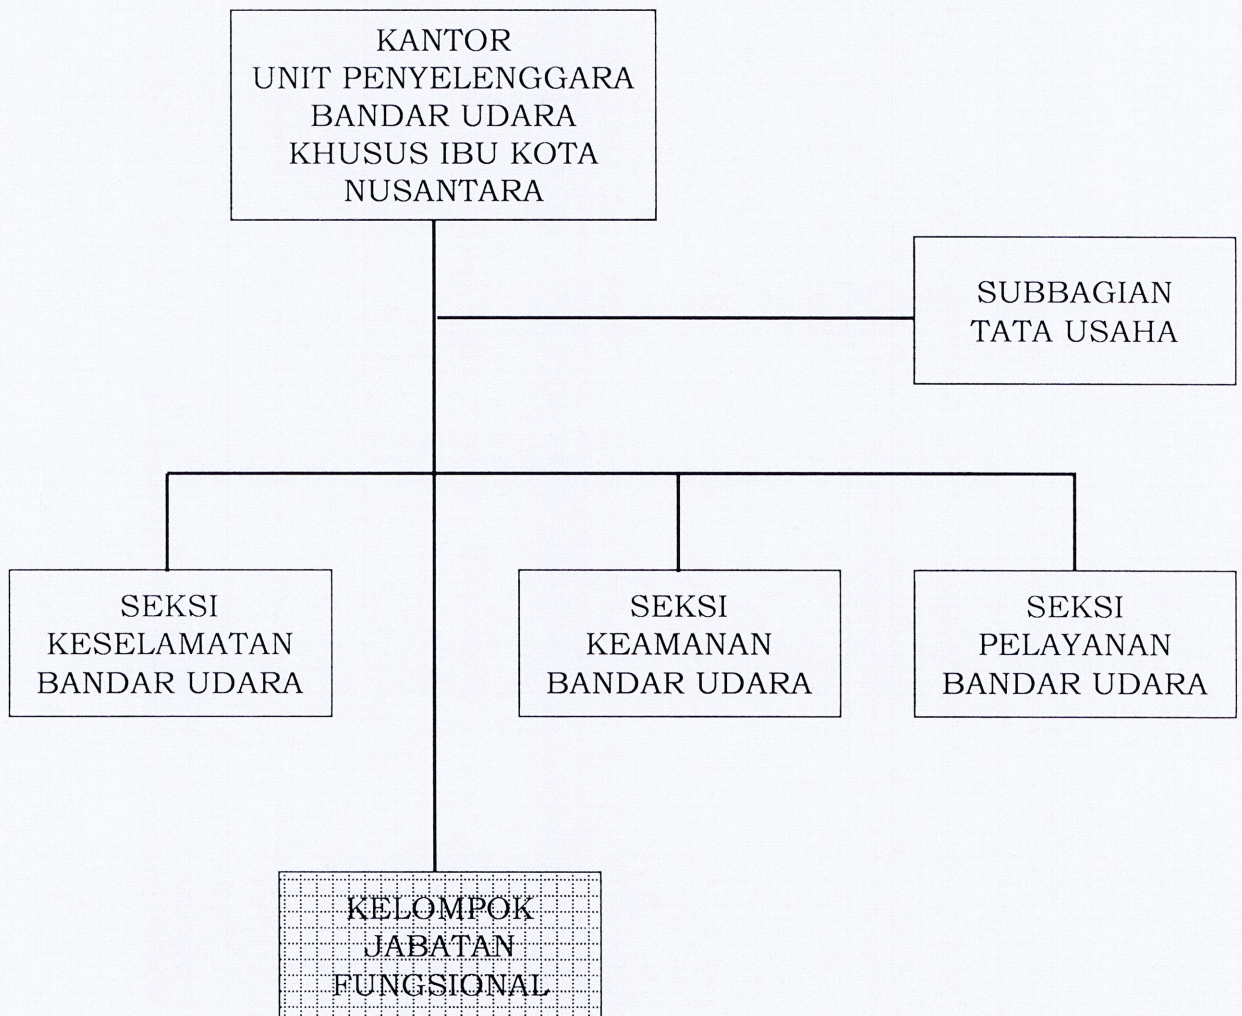 KANTOR
UNIT PENYELENGGARA
BANDAR UDARA
KHUSUS IBU KOTA
NUSANTARA
SUBBAGIAN
TATA USAHA
SEKSI
KESELAMATAN
BANDAR UDARA
SEKSI
KEAMANAN
BANDAR UDARA
SEKSI
PELAYANAN
BANDAR UDARA
KELOMPOK
JABATAN
FUNGSIONAL